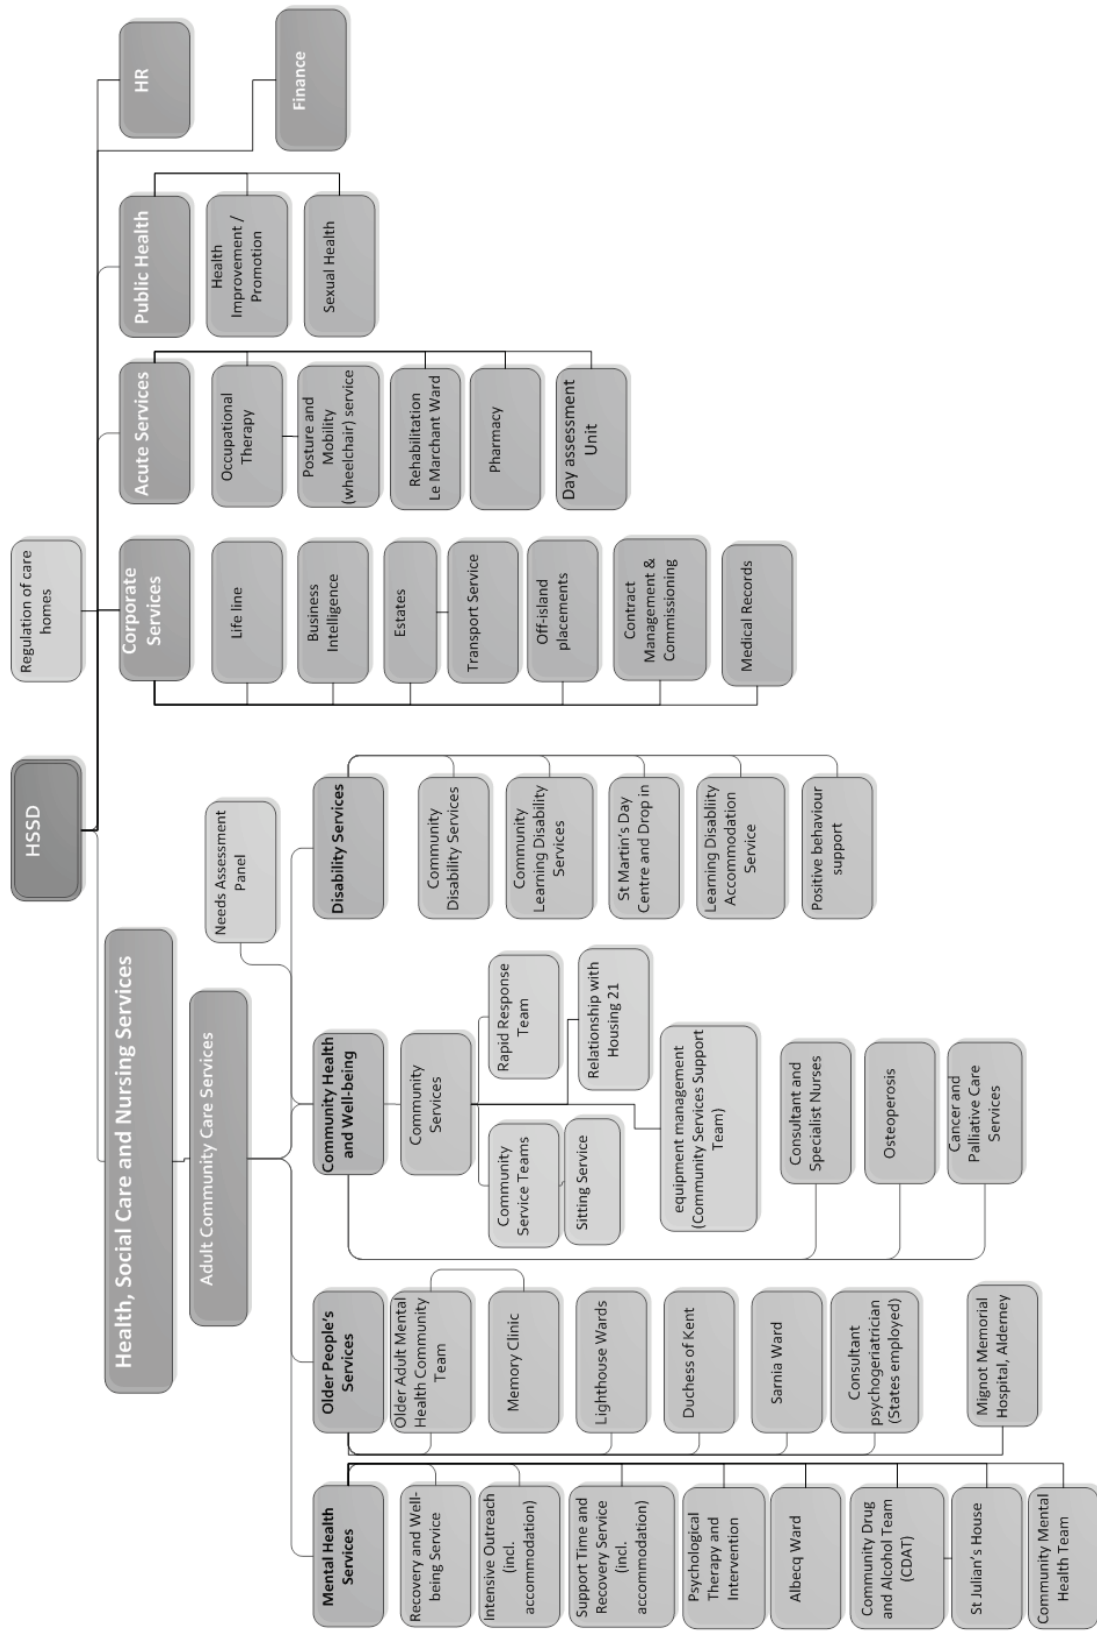 HSSD
Regulation of care
homes
Health, Social Care and Nursing Services
Adult Community Care Services
Needs Assessment
Panel
Mental Health
Services
Recovery and Well-
being Service
Intensive Outreach
(incl.
accommodation)
Support Time and
Recovery Service
(incl.
accommodation)
Psychological
Therapy and
Intervention
Albecq Ward
Community Drug
and Alcohol Team
(CDAT)
St Julian's House
Community Mental
Health Team
Older People's
Services
Older Adult Mental
Health Community
Team
Memory Clinic
Lighthouse Wards
Duchess of Kent
Sarnia Ward
Consultant
psychogeriatrician
(States employed)
Mignot Memorial
Hospital, Alderney
Community Health
and Well-being
Community
Services
Community
Service Teams
Rapid Response
Team
Sitting Service
Relationship with
Housing 21
equipment management
(Community Services Support
Team)
Consultant and
Specialist Nurses
Osteoperosis
Cancer and
Palliative Care
Services
Disability Services
Community
Disability Services
Community
Learning Disability
Services
St Martin's Day
Centre and Drop in
Learning Disabliity
Accommodation
Service
Positive behaviour
support
Corporate
Services
Life line
Business
Intelligence
Estates
Transport Service
Off-island
placements
Contract
Management &
Commissioning
Medical Records
Acute Services
Occupational
Therapy
Posture and
Mobility
(wheelchair) service
Rehabilitation
Le Marchant Ward
Pharmacy
Day assessment
Unit
Public Health
Health
Improvement /
Promotion
Sexual Health
HR
Finance